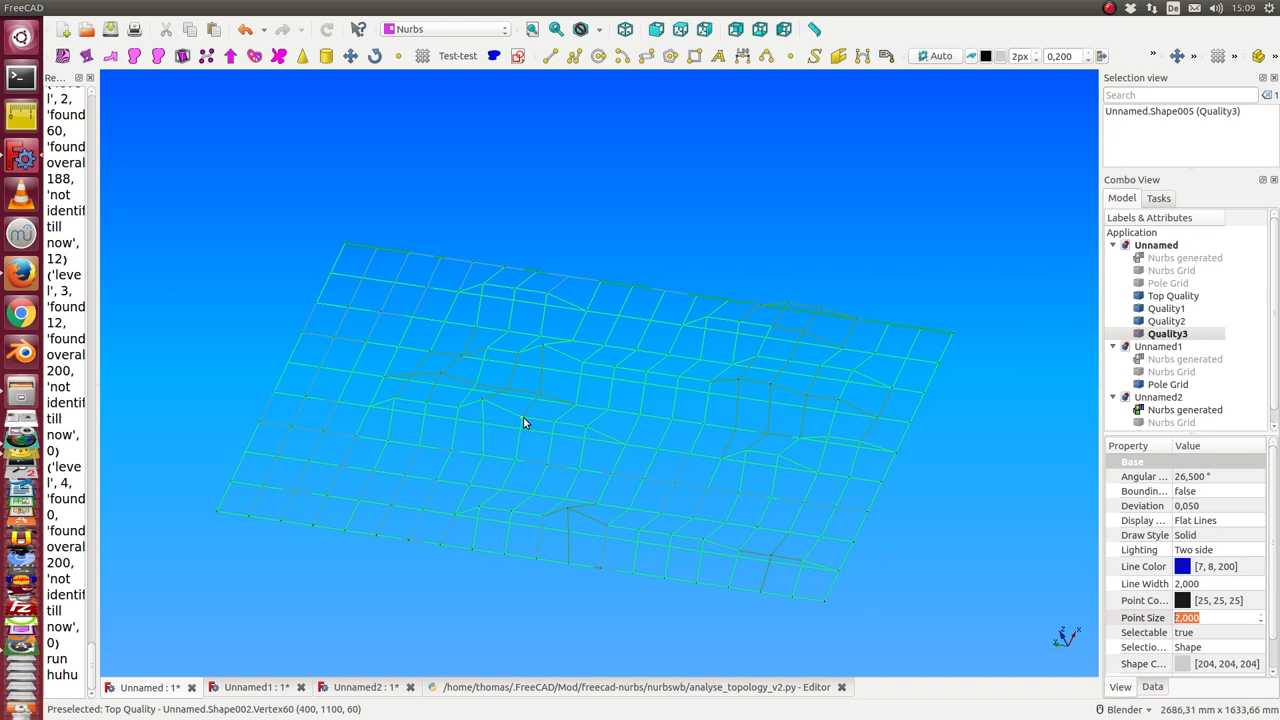 FreeCAD
De
15:09
Nurbs
Test-test
Auto
2px
0,200
»
»
»
»
Re...
('leve
l', 2,
'found
60,
'found
overal
188,
'not
identif
till
now',
12)
('leve
l', 3,
'found
12,
'found
overal
200,
'not
identif
till
now',
0)
('leve
l', 4,
'found
0,
'found
overal
200,
'not
identif
till
now',
0)
run
huhu
Selection view
Search
1
Unnamed.Shape005 (Quality3)
Combo View
Model
Tasks
Labels & Attributes
Application
Unnamed
Nurbs generated
Nurbs Grid
Pole Grid
Top Quality
Quality1
Quality2
Quality3
Unnamed1
Nurbs generated
Nurbs Grid
Pole Grid
Unnamed2
Nurbs generated
Nurbs Grid
Property Value
Base
Angular ... 26,500 °
Boundin... false
Deviation 0,050
Display ... Flat Lines
Draw Style Solid
Lighting Two side
Line Color [7, 8, 200]
Line Width 2,000
Point Co... [25, 25, 25]
Point Size 2,000
Selectable true
Selectio... Shape
Shape C... [204, 204, 204]
View
Data
Unnamed : 1*
Unnamed1 : 1*
Unnamed2 : 1*
/home/thomas/.FreeCAD/Mod/freecad-nurbs/nurbswb/analyse_topology_v2.py - Editor
Preselected: Top Quality - Unnamed.Shape002.Vertex60 (400, 1100, 60)
Blender
2686,31 mm x 1633,66 mm